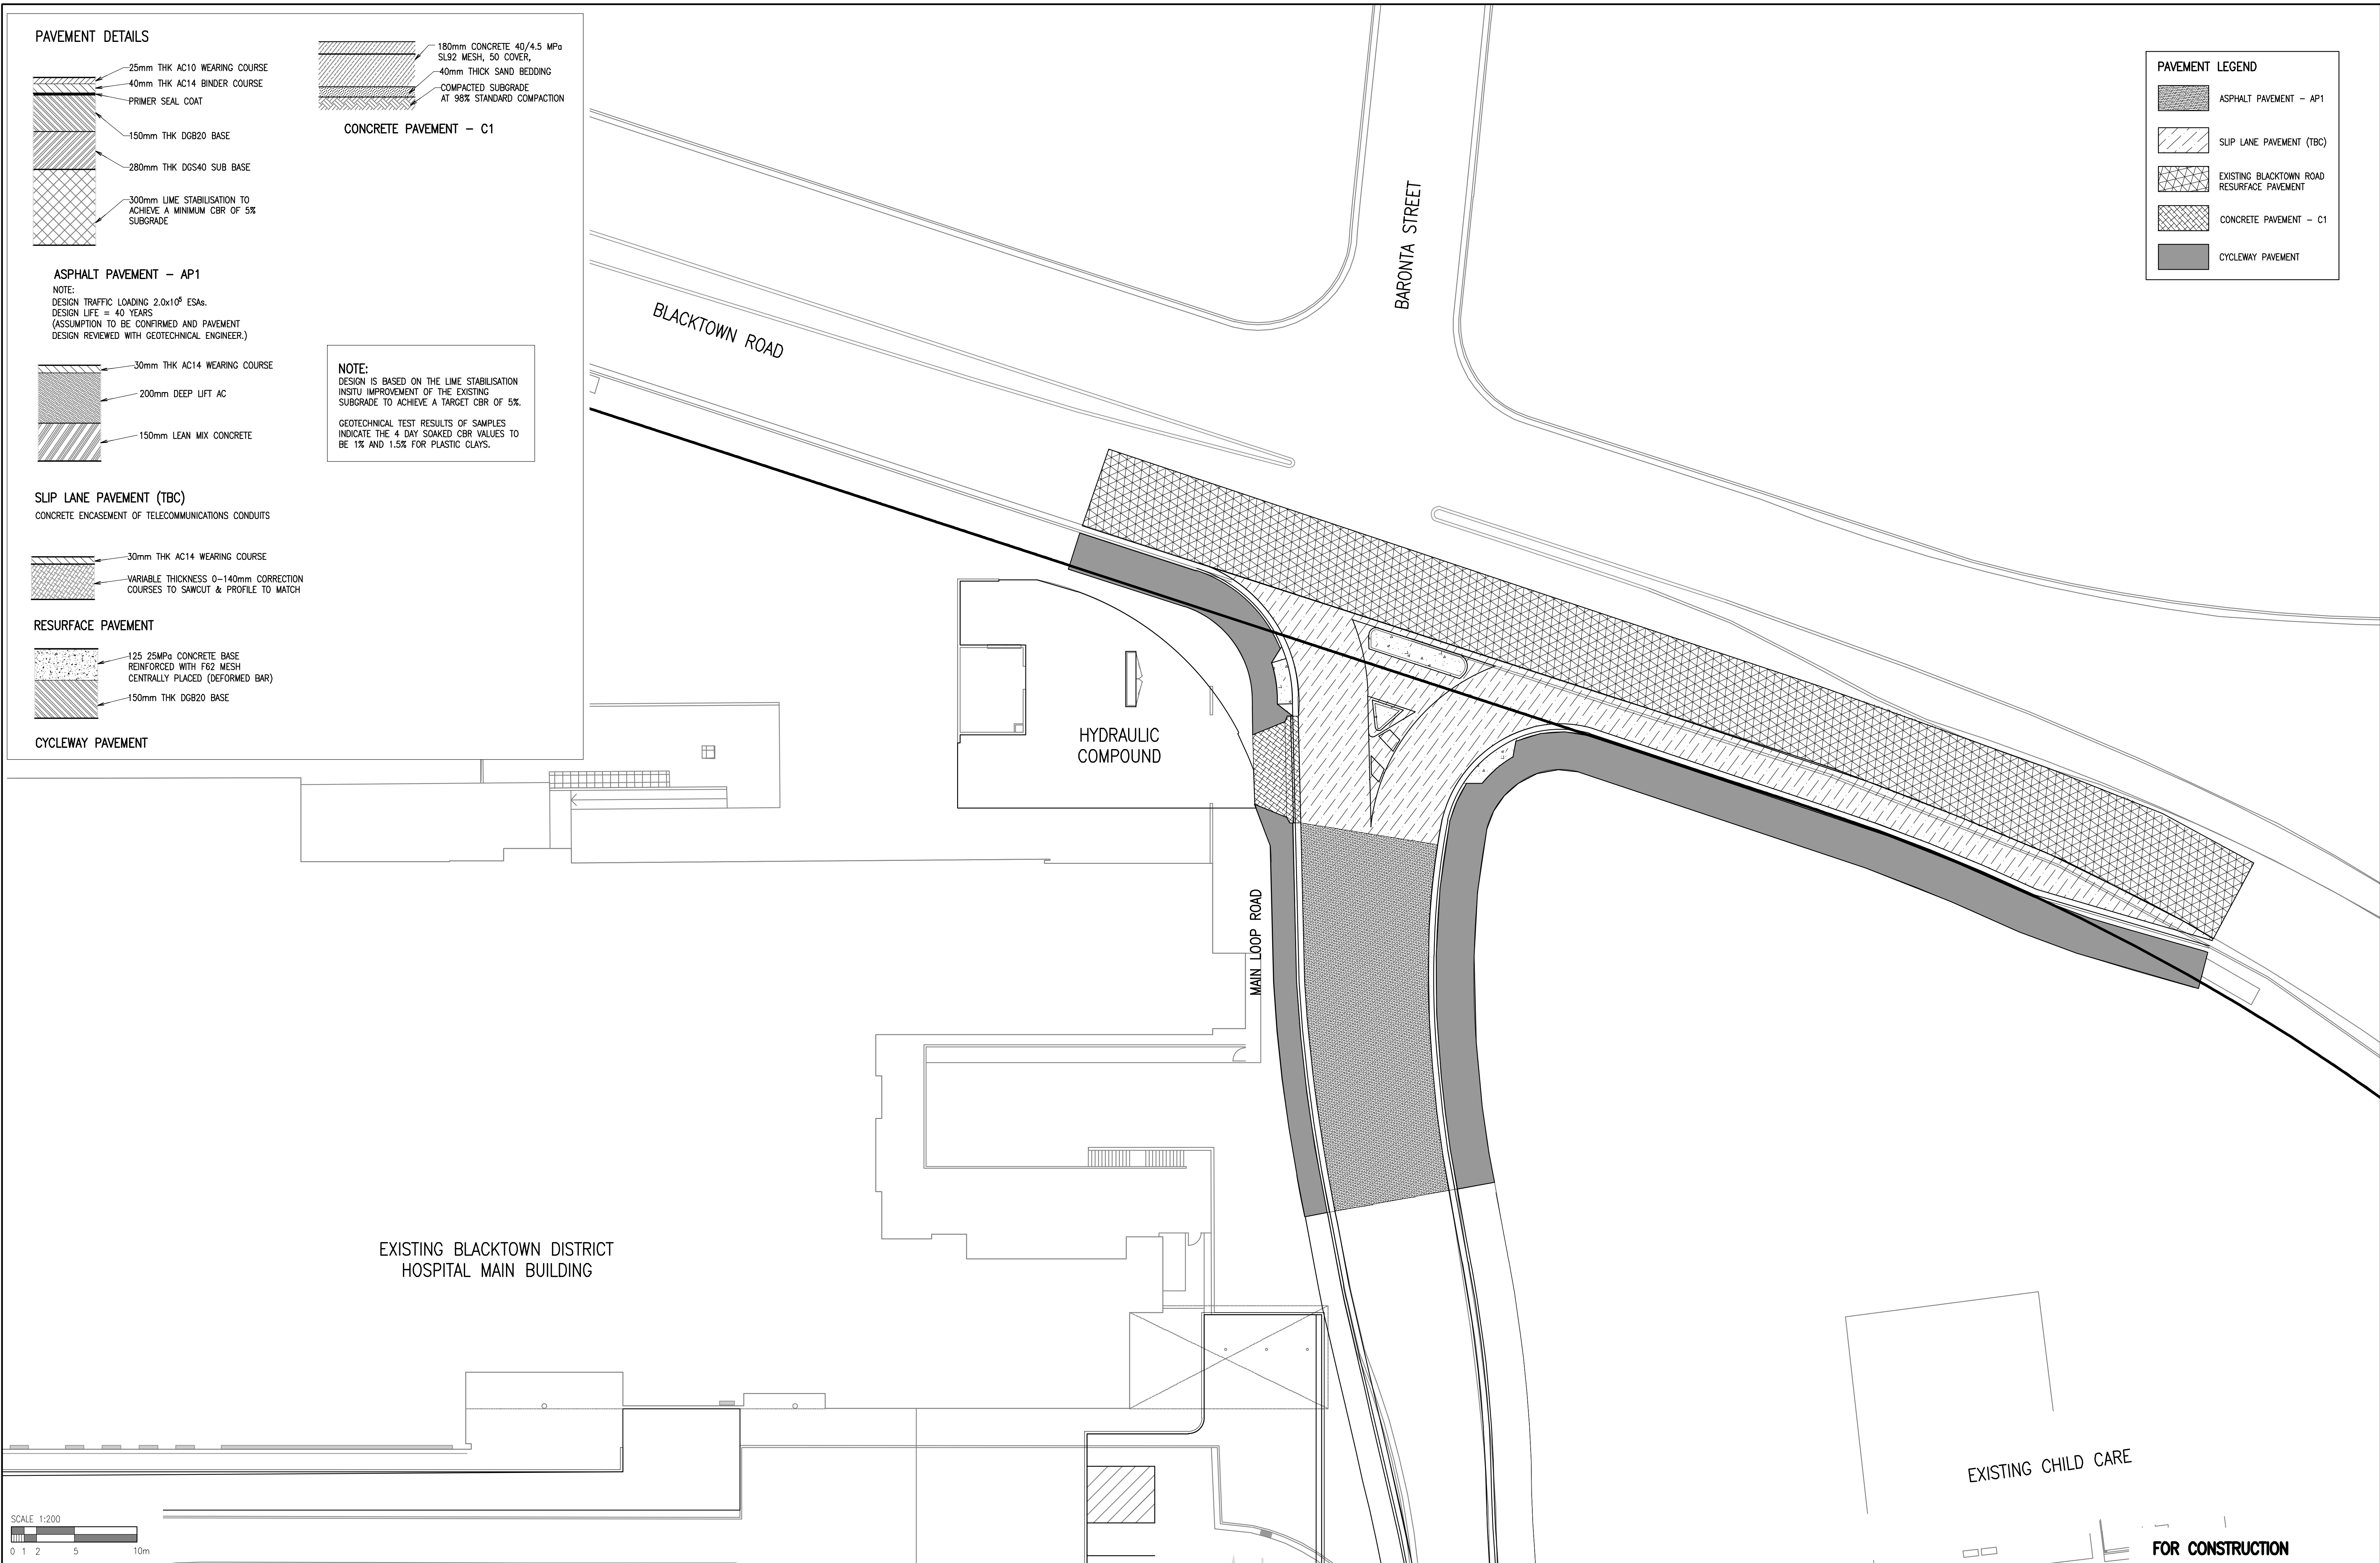 PAVEMENT DETAILS
25mm THK AC10 WEARING COURSE
40mm THK AC14 BINDER COURSE
PRIMER SEAL COAT
150mm THK DGB20 BASE
280mm THK DGS40 SUB BASE
300mm LIME STABILISATION TO
ACHIEVE A MINIMUM CBR OF 5%
SUBGRADE
ASPHALT PAVEMENT – AP1
NOTE:
DESIGN TRAFFIC LOADING 2.0x10⁵ ESAs.
DESIGN LIFE = 40 YEARS
(ASSUMPTION TO BE CONFIRMED AND PAVEMENT
DESIGN REVIEWED WITH GEOTECHNICAL ENGINEER.)
30mm THK AC14 WEARING COURSE
200mm DEEP LIFT AC
150mm LEAN MIX CONCRETE
SLIP LANE PAVEMENT (TBC)
CONCRETE ENCASEMENT OF TELECOMMUNICATIONS CONDUITS
30mm THK AC14 WEARING COURSE
VARIABLE THICKNESS 0–140mm CORRECTION
COURSES TO SAWCUT & PROFILE TO MATCH
RESURFACE PAVEMENT
125 25MPa CONCRETE BASE
REINFORCED WITH F62 MESH
CENTRALLY PLACED (DEFORMED BAR)
150mm THK DGB20 BASE
CYCLEWAY PAVEMENT
180mm CONCRETE 40/4.5 MPa
SL92 MESH, 50 COVER,
40mm THICK SAND BEDDING
COMPACTED SUBGRADE
AT 98% STANDARD COMPACTION
CONCRETE PAVEMENT – C1
NOTE:
DESIGN IS BASED ON THE LIME STABILISATION
INSITU IMPROVEMENT OF THE EXISTING
SUBGRADE TO ACHIEVE A TARGET CBR OF 5%.
GEOTECHNICAL TEST RESULTS OF SAMPLES
INDICATE THE 4 DAY SOAKED CBR VALUES TO
BE 1% AND 1.5% FOR PLASTIC CLAYS.
BLACKTOWN ROAD
BARONTA STREET
PAVEMENT LEGEND
ASPHALT PAVEMENT – AP1
SLIP LANE PAVEMENT (TBC)
EXISTING BLACKTOWN ROAD
RESURFACE PAVEMENT
CONCRETE PAVEMENT – C1
CYCLEWAY PAVEMENT
HYDRAULIC
COMPOUND
MAIN LOOP ROAD
EXISTING BLACKTOWN DISTRICT
HOSPITAL MAIN BUILDING
EXISTING CHILD CARE
SCALE 1:200
0 1 2 5 10m
FOR CONSTRUCTION